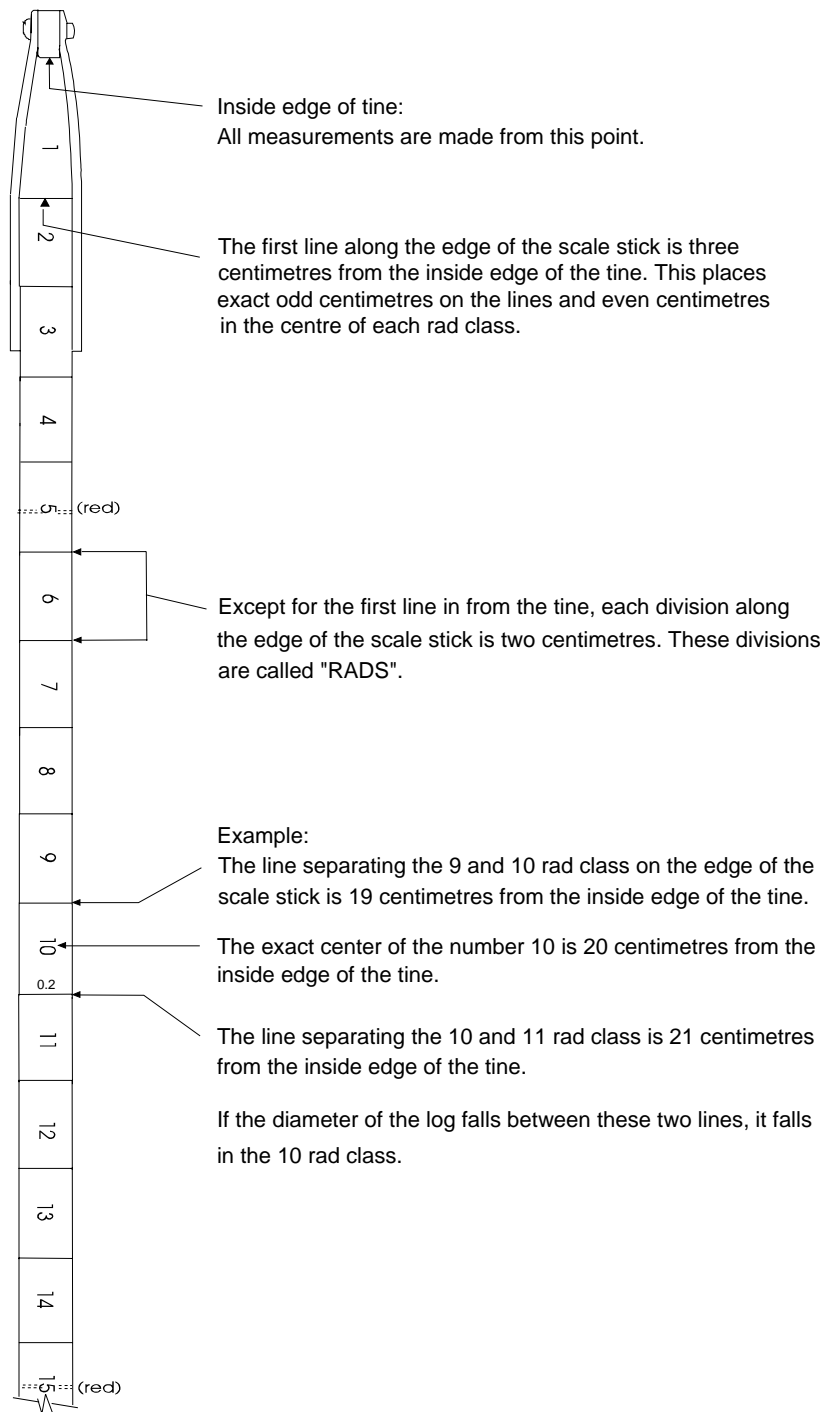 Inside edge of tine:
All measurements are made from this point.
1
2
The first line along the edge of the scale stick is three
centimetres from the inside edge of the tine. This places
exact odd centimetres on the lines and even centimetres
in the centre of each rad class.
3
4
5 (red)
6
Except for the first line in from the tine, each division along
the edge of the scale stick is two centimetres. These divisions
are called "RADS".
7
8
Example:
9
The line separating the 9 and 10 rad class on the edge of the
scale stick is 19 centimetres from the inside edge of the tine.
10
The exact center of the number 10 is 20 centimetres from the
inside edge of the tine.
0.2
11
The line separating the 10 and 11 rad class is 21 centimetres
from the inside edge of the tine.
12
If the diameter of the log falls between these two lines, it falls
in the 10 rad class.
13
14
15 (red)